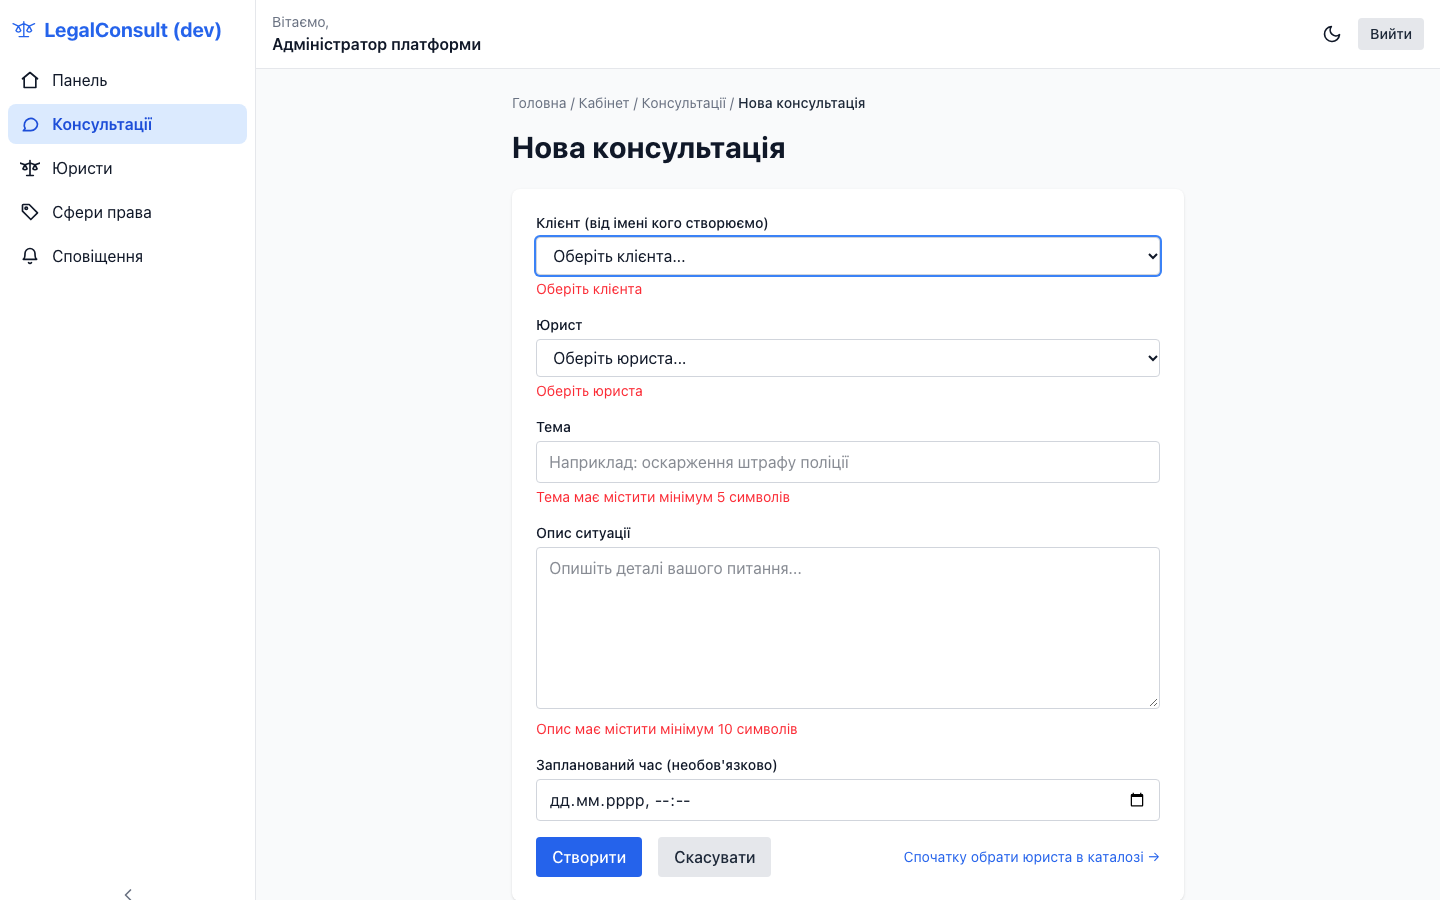 LegalConsult (dev)
Панель
Консультації
Юристи
Сфери права
Сповіщення
Вітаємо,
Адміністратор платформи
Вийти
Головна / Кабінет / Консультації / Нова консультація
Нова консультація
Клієнт (від імені кого створюємо)
Оберіть клієнта...
Оберіть клієнта
Юрист
Оберіть юриста...
Оберіть юриста
Тема
Наприклад: оскарження штрафу поліції
Тема має містити мінімум 5 символів
Опис ситуації
Опишіть деталі вашого питання...
Опис має містити мінімум 10 символів
Запланований час (необов'язково)
дд.мм.рррр, --:--
Створити
Скасувати
Спочатку обрати юриста в каталозі →